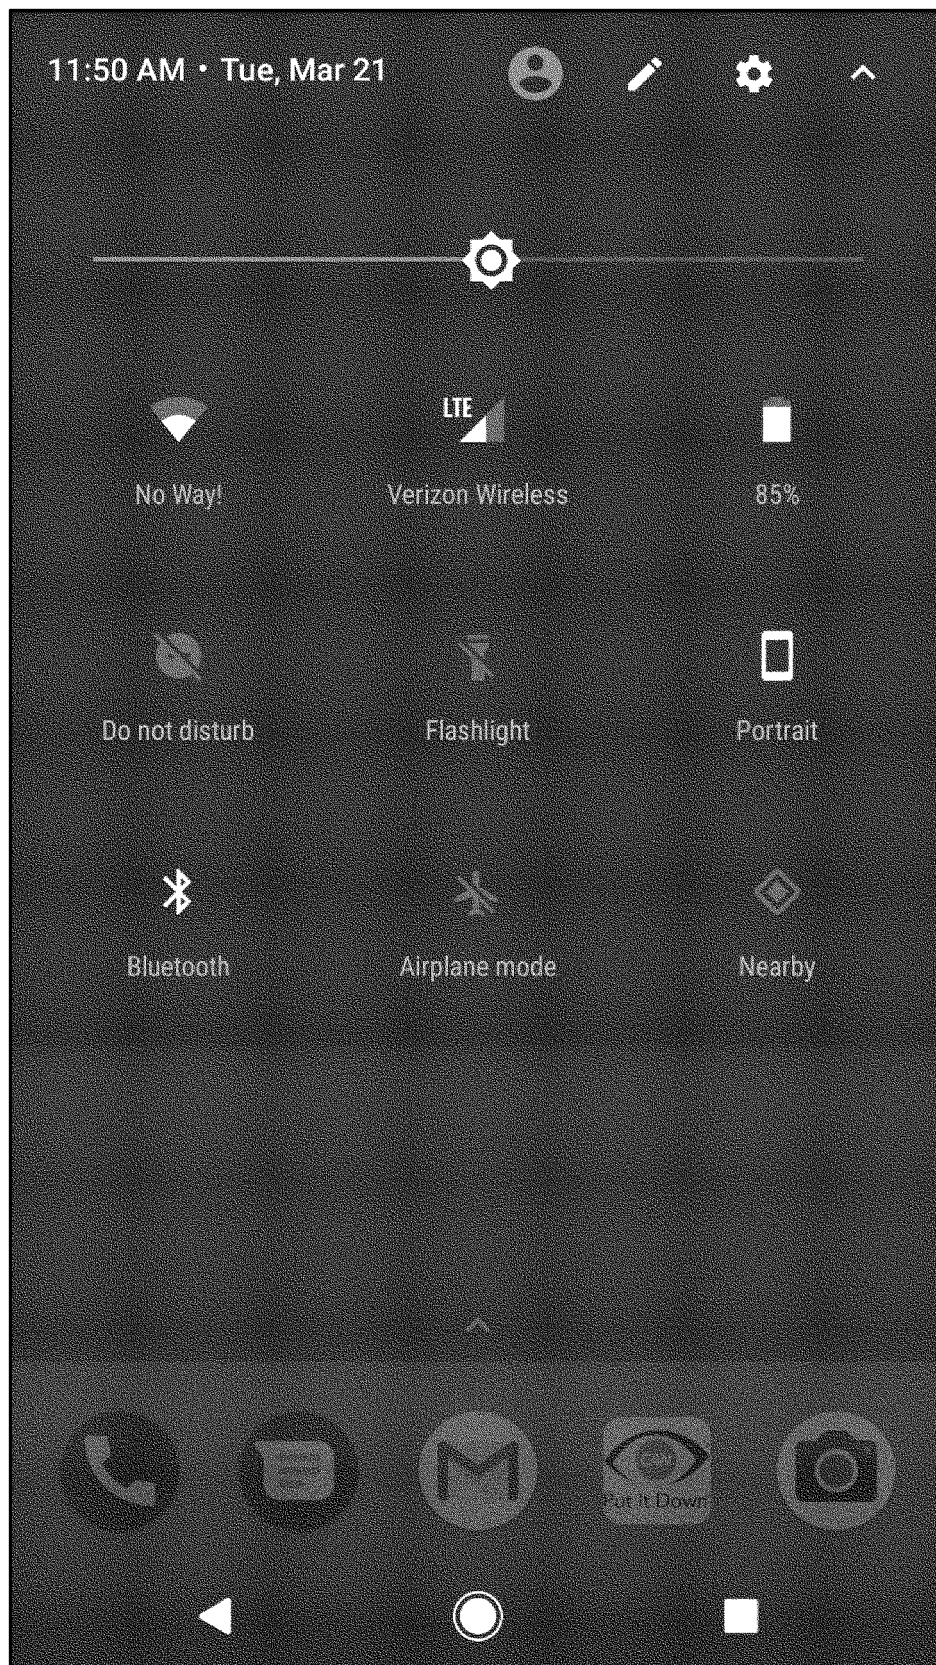 11:50 AM • Tue, Mar 21
LTE
No Way!
Verizon Wireless
85%
Do not disturb
Flashlight
Portrait
Bluetooth
Airplane mode
Nearby
Put It Down